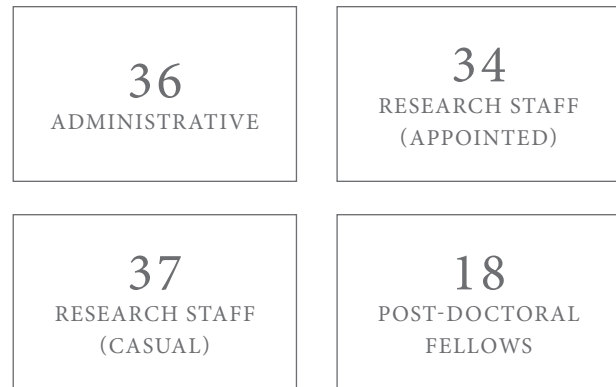 36
ADMINISTRATIVE
34
RESEARCH STAFF
(APPOINTED)
37
RESEARCH STAFF
(CASUAL)
18
POST-DOCTORAL
FELLOWS